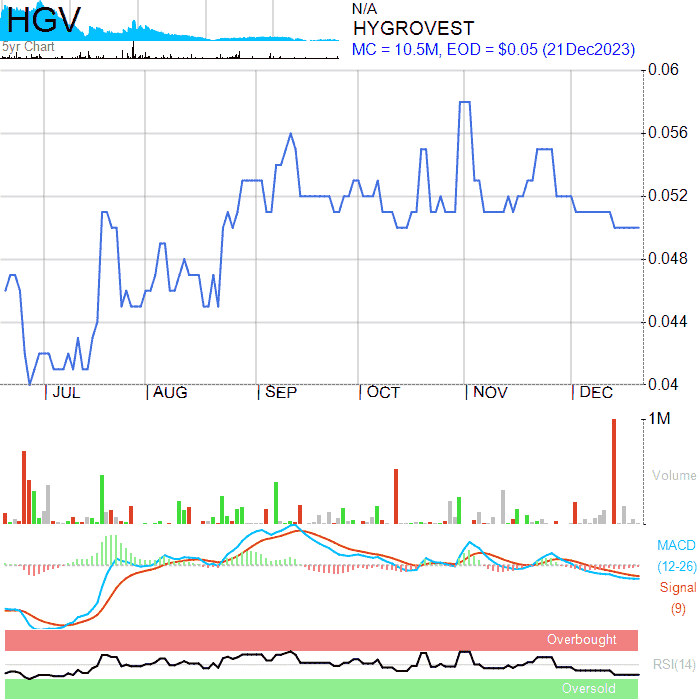 HGV
5yr Chart
N/A
HYGROVEST
MC = 10.5M, EOD = $0.05 (21Dec2023)
0.06
0.056
0.052
0.048
0.044
0.04
JUL AUG SEP OCT NOV DEC
1M
Volume
MACD
(12-26)
Signal
(9)
Overbought
RSI(14)
Oversold